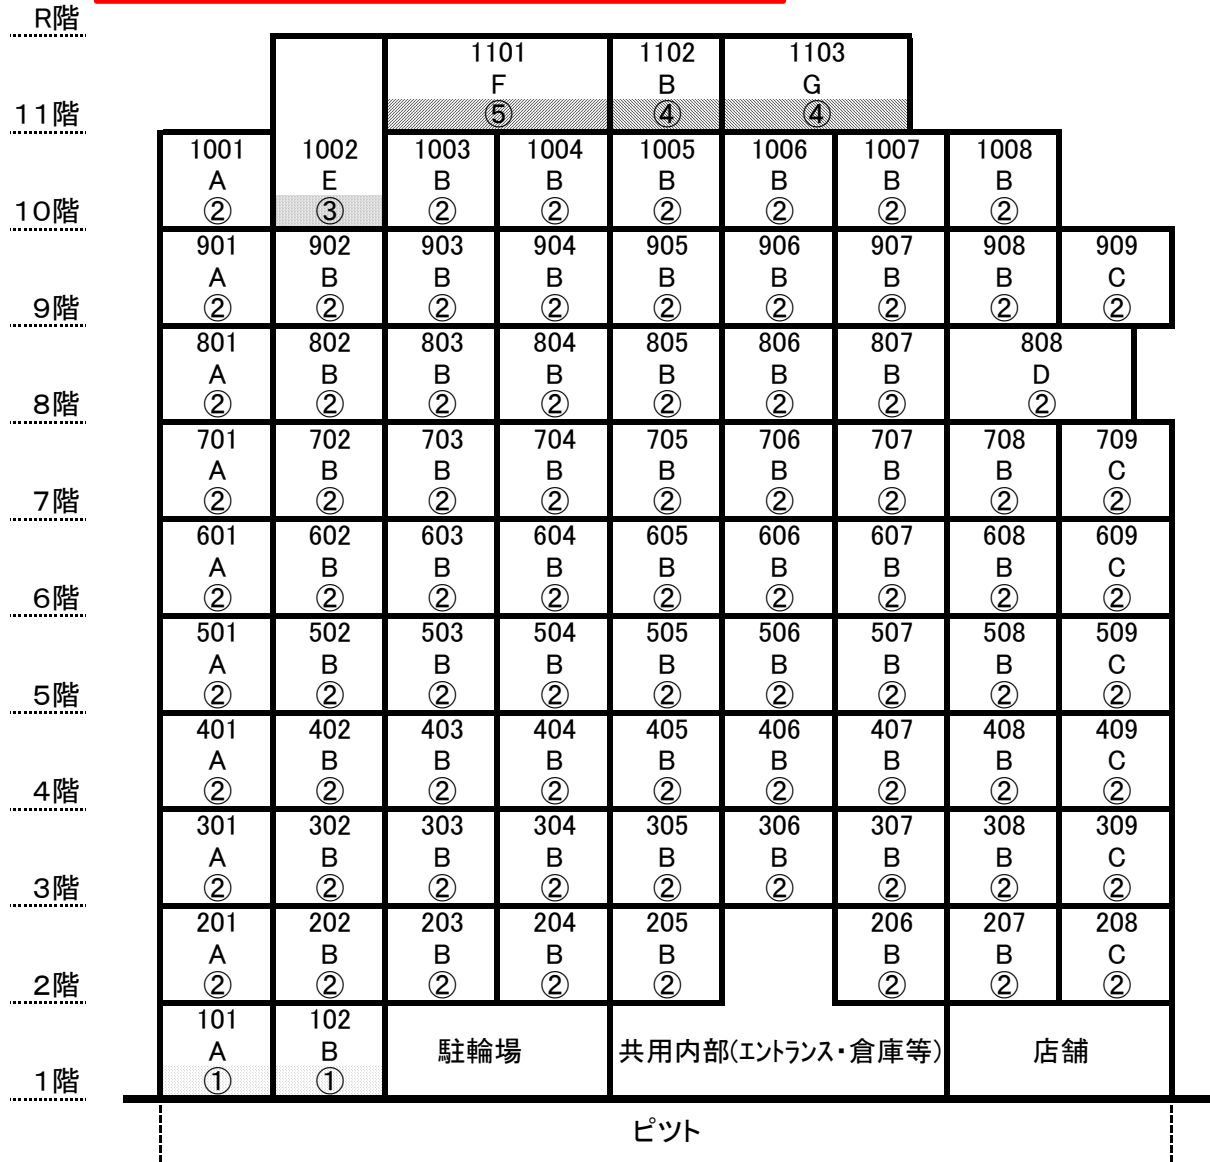 R階
1101 1102 1103
F B G
11階 ⑤ ④ ④
1001 1002 1003 1004 1005 1006 1007 1008
A E B B B B B B
10階 ② ③ ② ② ② ② ② ②
901 902 903 904 905 906 907 908 909
A B B B B B B B C
9階 ② ② ② ② ② ② ② ② ②
801 802 803 804 805 806 807 808
A B B B B B B D
8階 ② ② ② ② ② ② ② ②
701 702 703 704 705 706 707 708 709
A B B B B B B B C
7階 ② ② ② ② ② ② ② ② ②
601 602 603 604 605 606 607 608 609
A B B B B B B B C
6階 ② ② ② ② ② ② ② ② ②
501 502 503 504 505 506 507 508 509
A B B B B B B B C
5階 ② ② ② ② ② ② ② ② ②
401 402 403 404 405 406 407 408 409
A B B B B B B B C
4階 ② ② ② ② ② ② ② ② ②
301 302 303 304 305 306 307 308 309
A B B B B B B B C
3階 ② ② ② ② ② ② ② ② ②
201 202 203 204 205 206 207 208
A B B B B B B C
2階 ② ② ② ② ② ② ② ②
101 102
A B 駐輪場 共用内部(エントランス・倉庫等) 店舗
1階 ① ①
ピツト